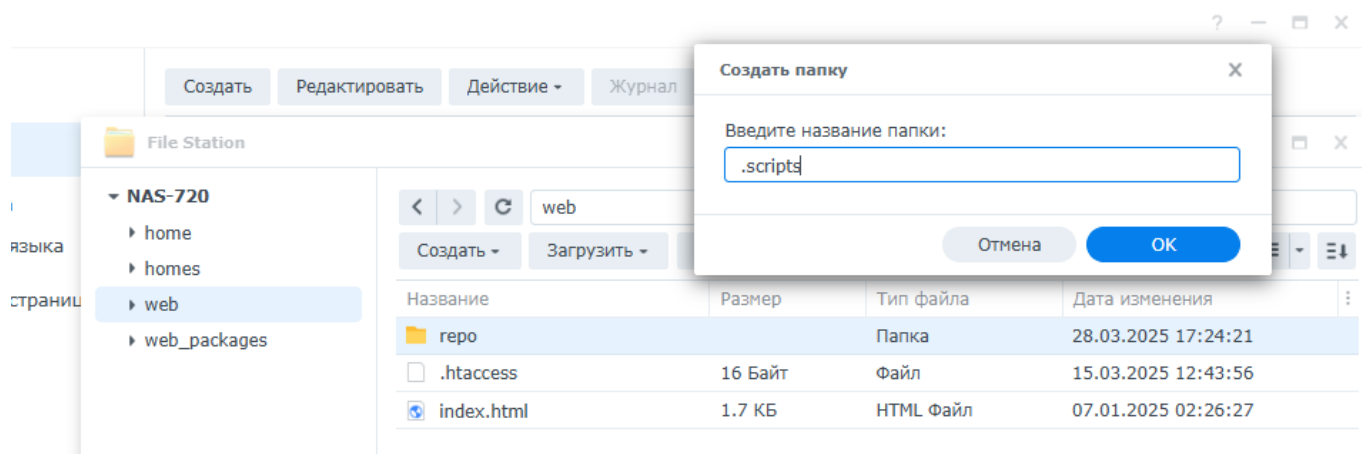 Создать Редактировать Действие Журнал
Создать папку
Введите название папки:
.scripts
Отмена OK
File Station
NAS-720
home
homes
web
web_packages
языка
страниц
web
Создать Загрузить
Название Размер Тип файла Дата изменения
repo Папка 28.03.2025 17:24:21
.htaccess 16 Байт Файл 15.03.2025 12:43:56
index.html 1.7 КБ HTML Файл 07.01.2025 02:26:27